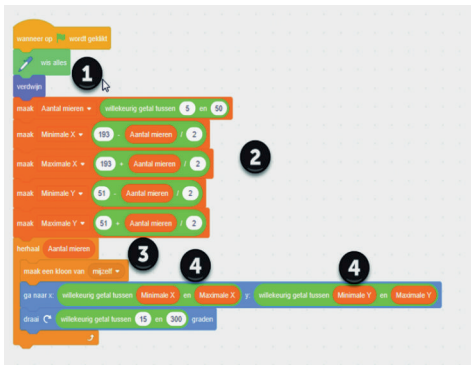 wanneer op wordt geklikt
wis alles
1
verdwijn
maak Aantal mieren willekeurig getal tussen 5 en 50
maak Minimale X 193 - Aantal mieren / 2
2
maak Maximale X 193 + Aantal mieren / 2
maak Minimale Y 51 - Aantal mieren / 2
maak Maximale Y 51 + Aantal mieren / 2
herhaal Aantal mieren
3
4
4
maak een kloon van mijzelf
ga naar x: willekeurig getal tussen Minimale X en Maximale X y: willekeurig getal tussen Minimale Y en Maximale Y
draai willekeurig getal tussen 15 en 300 graden